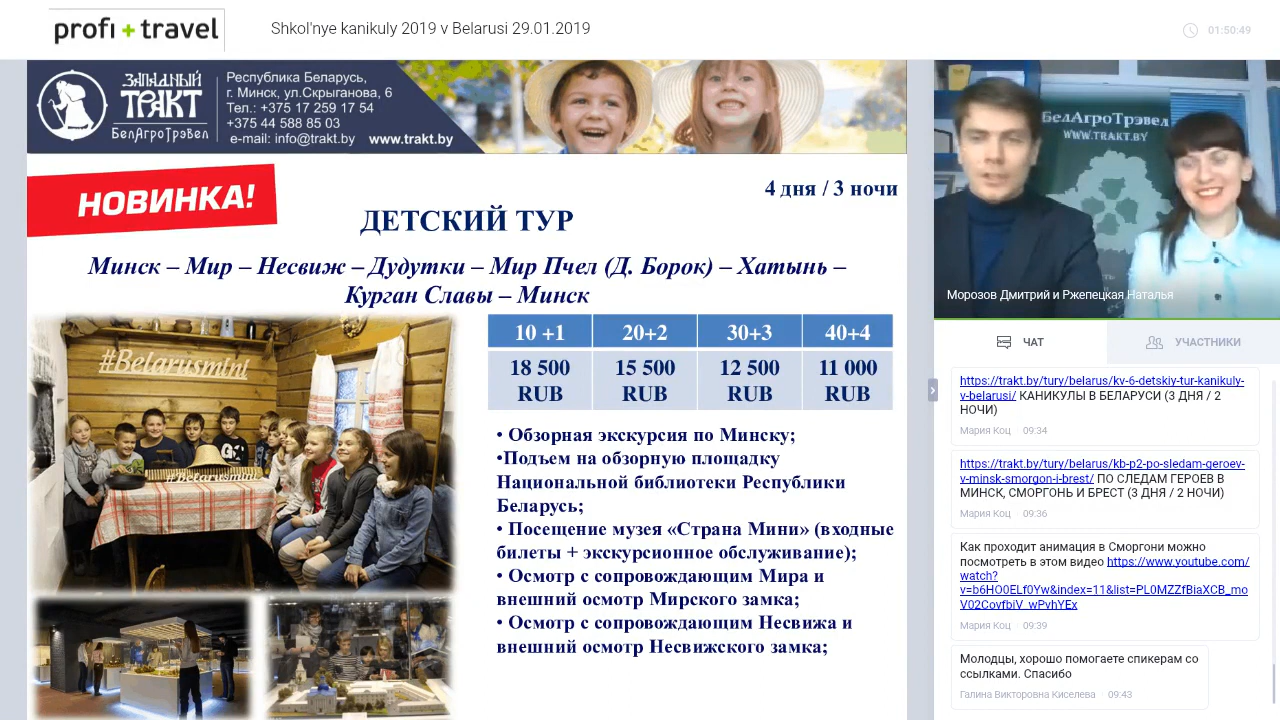 profi + travel
Shkol'nye kanikuly 2019 v Belarusi 29.01.2019
01:50:49
ЗАПАДНЫЙ
ТРАКТ
БелАгроТрэвел
Республика Беларусь,
г. Минск, ул.Скрыганова, 6
Тел.: +375 17 259 17 54
+375 44 588 85 03
e-mail: info@trakt.by www.trakt.by
НОВИНКА!
4 дня / 3 ночи
ДЕТСКИЙ ТУР
Минск – Мир – Несвиж – Дудутки – Мир Пчел (Д. Борок) – Хатынь –
Курган Славы – Минск
#Belarusmini
#Belarusmini
10 +1 20+2 30+3 40+4
18 500 15 500 12 500 11 000
RUB RUB RUB RUB
• Обзорная экскурсия по Минску;
•Подъем на обзорную площадку
Национальной библиотеки Республики
Беларусь;
• Посещение музея «Страна Мини» (входные
билеты + экскурсионное обслуживание);
• Осмотр с сопровождающим Мира и
внешний осмотр Мирского замка;
• Осмотр с сопровождающим Несвижа и
внешний осмотр Несвижского замка;
БелАгроТрэвел
WWW.TRAKT.BY
Морозов Дмитрий и Ржепецкая Наталья
ЧАТ
УЧАСТНИКИ
https://trakt.by/tury/belarus/kv-6-detskiy-tur-kanikuly-
v-belarusi/ КАНИКУЛЫ В БЕЛАРУСИ (3 ДНЯ / 2
НОЧИ)
Мария Коц 09:34
https://trakt.by/tury/belarus/kb-p2-po-sledam-geroev-
v-minsk-smorgon-i-brest/ ПО СЛЕДАМ ГЕРОЕВ В
МИНСК, СМОРГОНЬ И БРЕСТ (3 ДНЯ / 2 НОЧИ)
Мария Коц 09:36
Как проходит анимация в Сморгони можно
посмотреть в этом видео https://www.youtube.com/
watch?
v=b6HO0ELf0Yw&index=11&list=PL0MZZfBiaXCB_mo
V02CovfbiV_wPvhYEx
Мария Коц 09:39
Молодцы, хорошо помогаете спикерам со
ссылками. Спасибо
Галина Викторовна Киселева 09:43